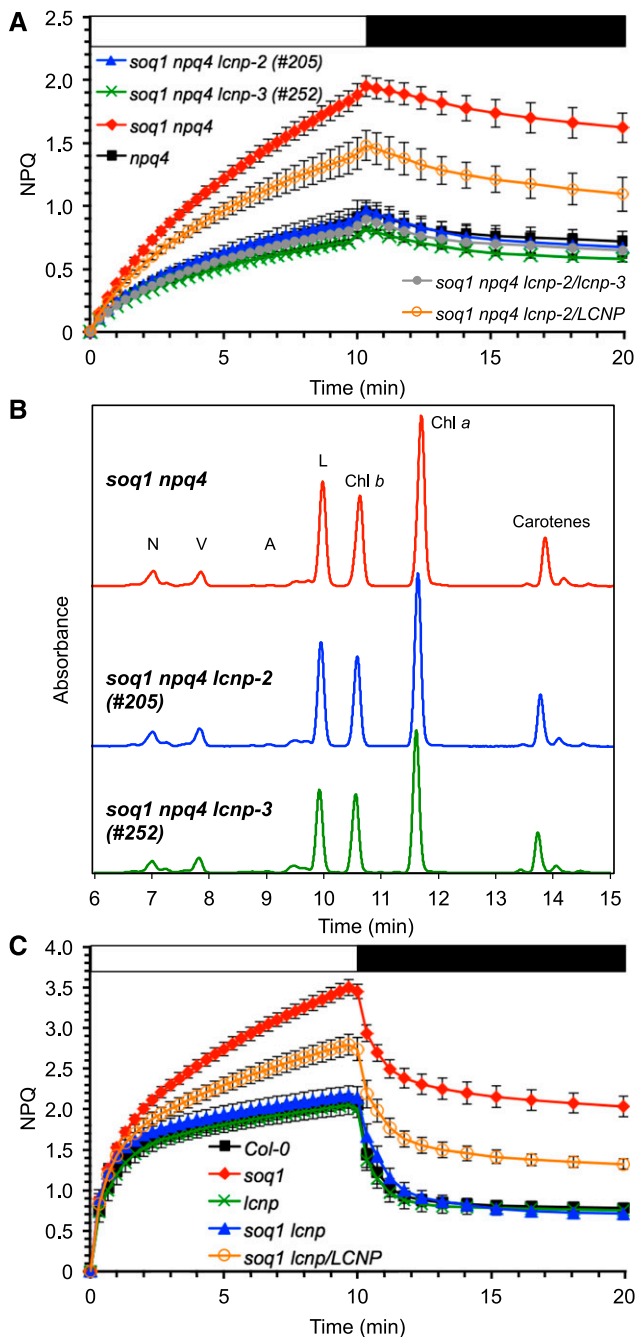 A
2.5
2.0
1.5
1.0
0.5
0
NPQ
soq1 npq4 lcnp-2 (#205)
soq1 npq4 lcnp-3 (#252)
soq1 npq4
npq4
soq1 npq4 lcnp-2/lcnp-3
soq1 npq4 lcnp-2/LCNP
0 5 10 15 20
Time (min)
B
Absorbance
soq1 npq4
N V A L Chl b Chl a Carotenes
soq1 npq4 lcnp-2
(#205)
soq1 npq4 lcnp-3
(#252)
6 7 8 9 10 11 12 13 14 15
Time (min)
C
4.0
3.5
3.0
2.5
2.0
1.5
1.0
0.5
0
NPQ
Col-0
soq1
lcnp
soq1 lcnp
soq1 lcnp/LCNP
0 5 10 15 20
Time (min)